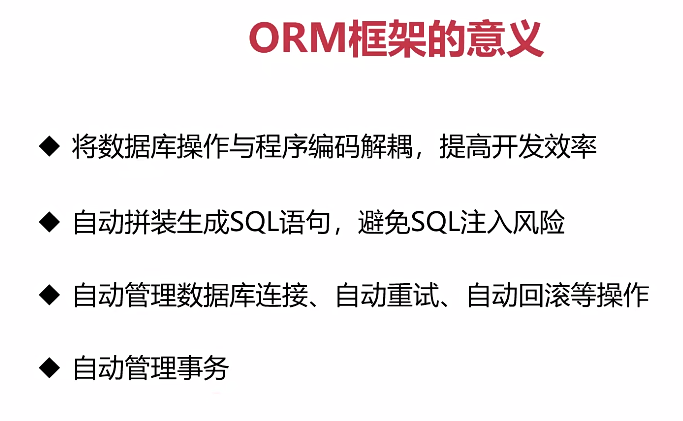 ORM框架的意义
◆ 将数据库操作与程序编码解耦，提高开发效率
◆ 自动拼装生成SQL语句，避免SQL注入风险
◆ 自动管理数据库连接、自动重试、自动回滚等操作
◆ 自动管理事务